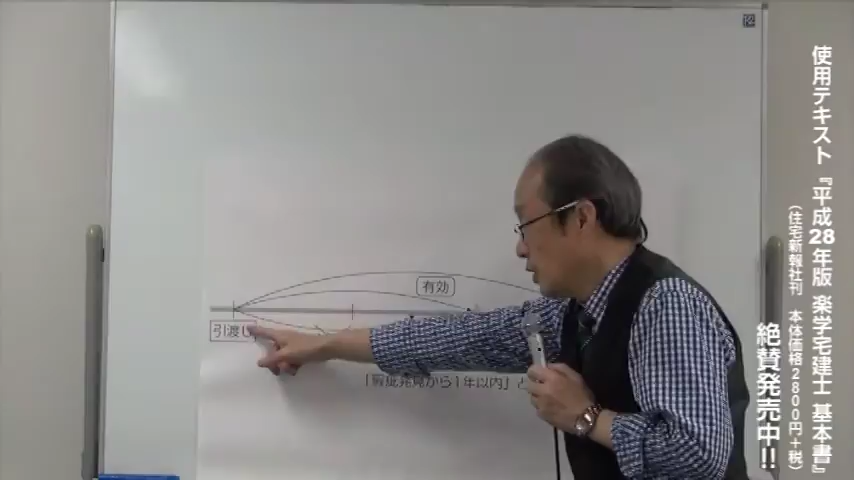 使用テキスト『平成28年版 楽学宅建士 基本書』
(住宅新報社刊 本体価格2800円+税)
絶賛発売中!!
有効
引渡し
「瑕疵発見から1年以内」と